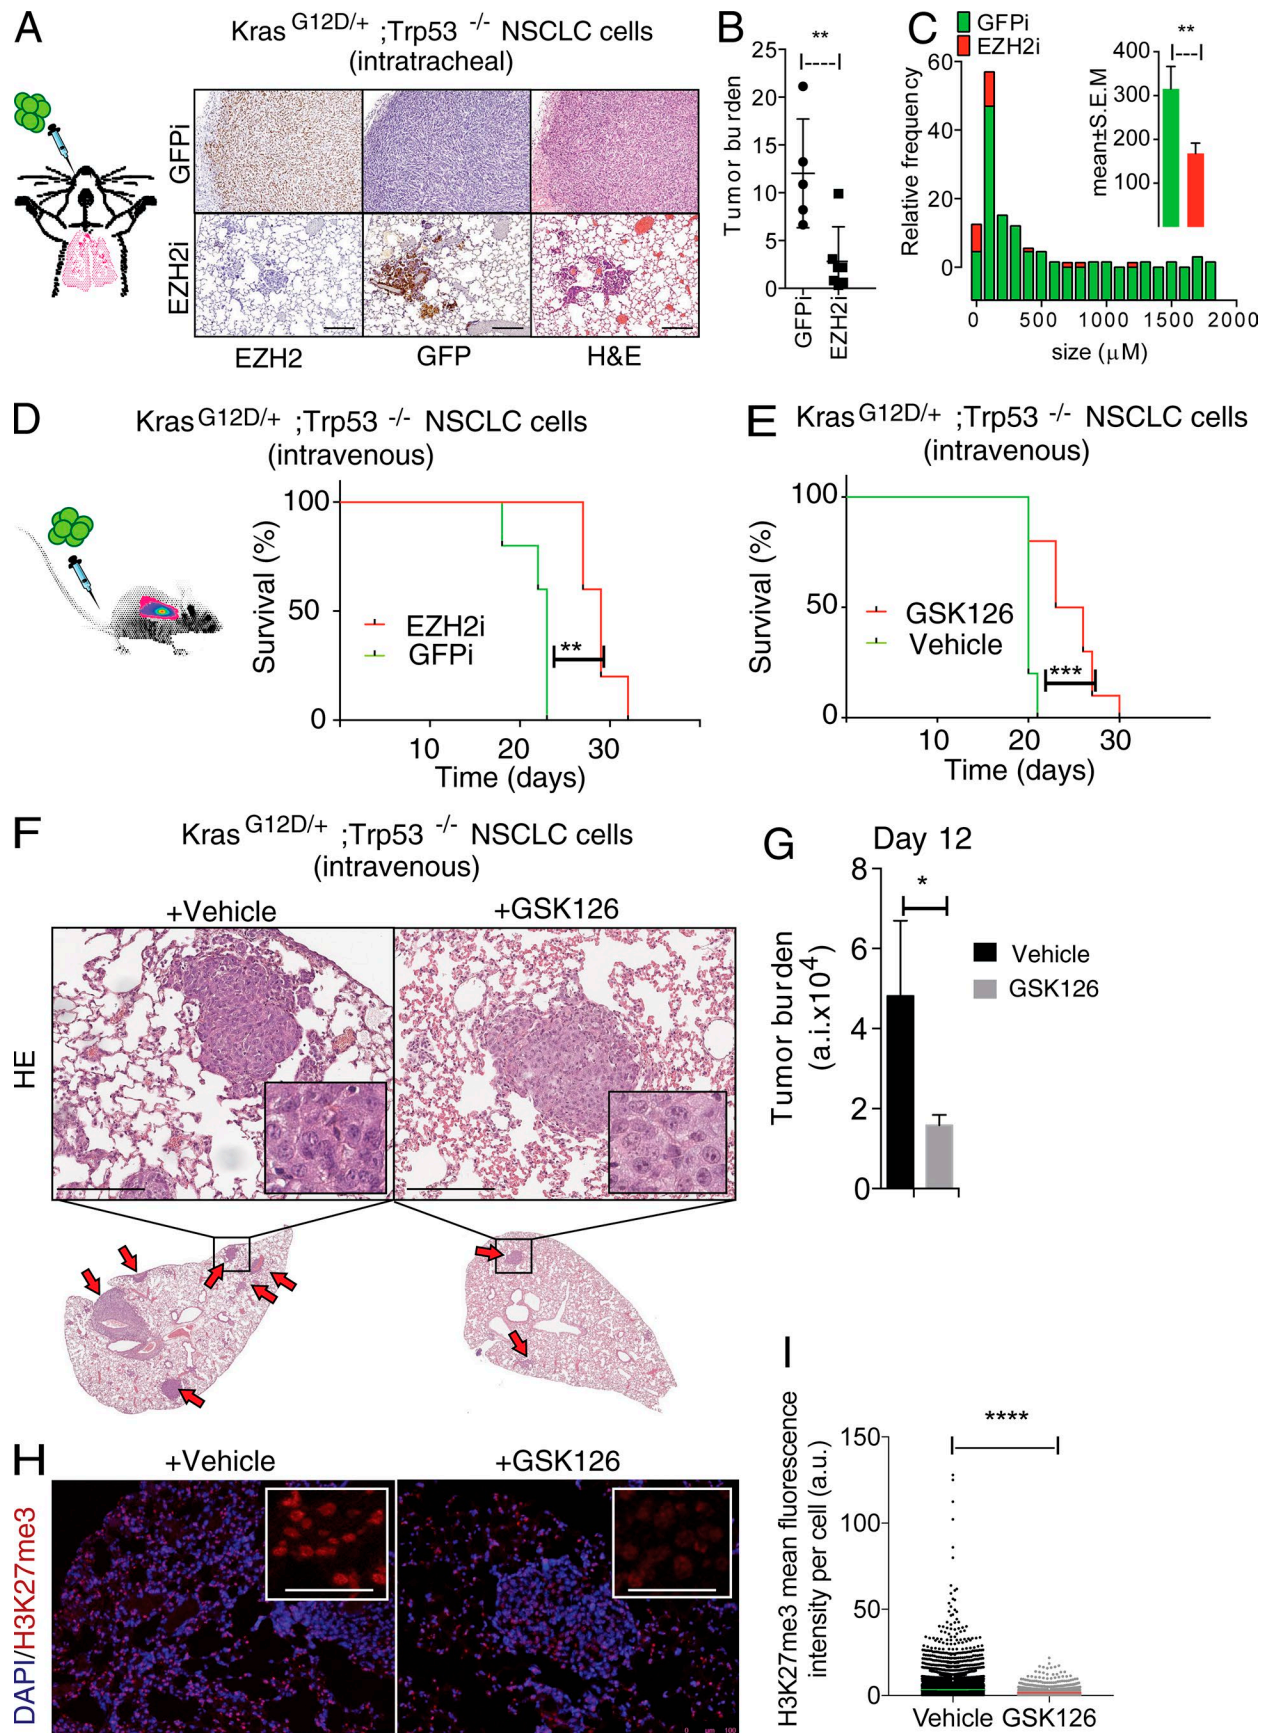 A
Kras G12D/+ ;Trp53 -/- NSCLC cells
(intratracheal)
GFPi
EZH2i
EZH2
GFP
H&E
B
Tumor burden
25
20
15
10
5
0
**
GFPi
EZH2i
C
GFPi
EZH2i
Relative frequency
60
40
20
0
0
500
1000
1500
2000
size (µM)
mean±S.E.M
400
300
200
100
**
D
Kras G12D/+ ;Trp53 -/- NSCLC cells
(intravenous)
Survival (%)
100
50
0
EZH2i
GFPi
**
10
20
30
Time (days)
E
Kras G12D/+ ;Trp53 -/- NSCLC cells
(intravenous)
Survival (%)
100
50
0
GSK126
Vehicle
***
10
20
30
Time (days)
F
Kras G12D/+ ;Trp53 -/- NSCLC cells
(intravenous)
+Vehicle
+GSK126
HE
G
Day 12
Tumor burden
(a.i.x10⁴)
8
6
4
2
0
*
Vehicle
GSK126
H
+Vehicle
+GSK126
DAPI/H3K27me3
0 µm 100
I
H3K27me3 mean fluorescence
intensity per cell (a.u.)
150
100
50
0
****
Vehicle
GSK126